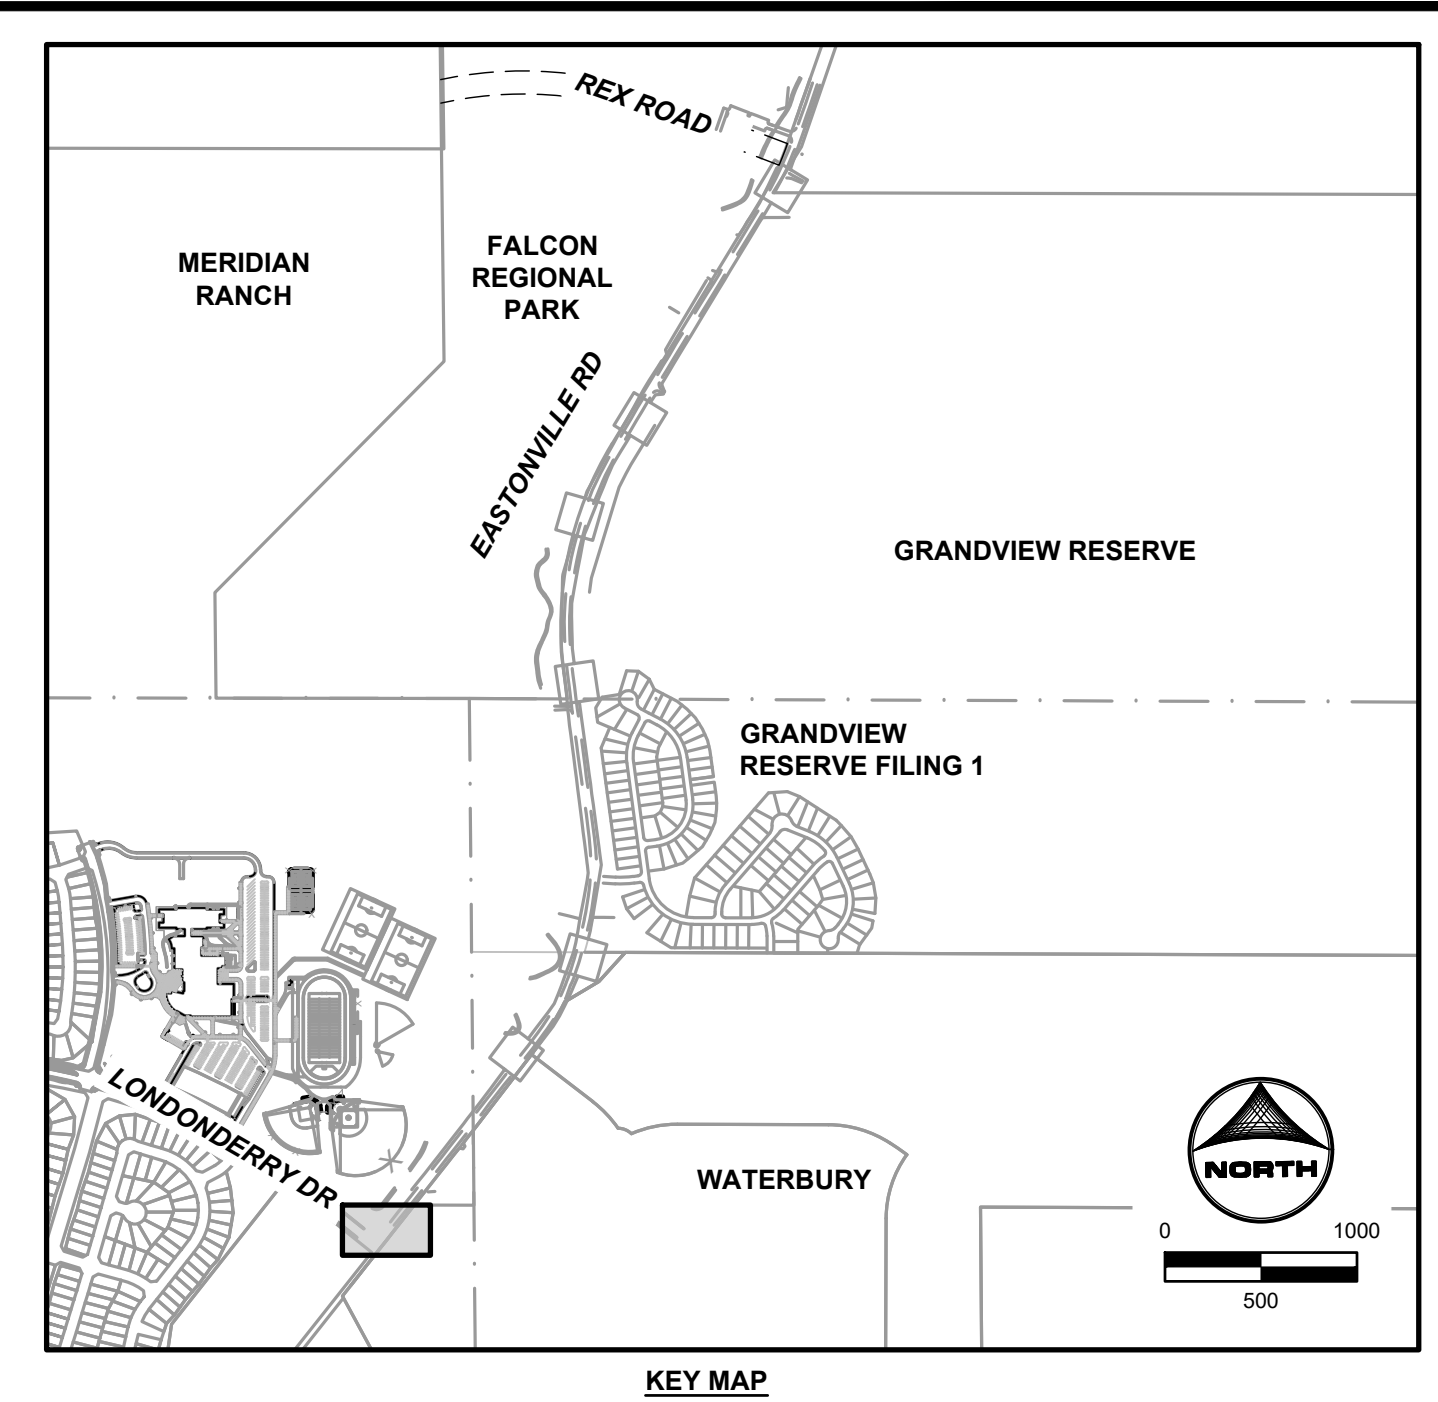 REX ROAD
MERIDIAN
RANCH
FALCON
REGIONAL
PARK
EASTONVILLE RD
GRANDVIEW RESERVE
GRANDVIEW
RESERVE FILING 1
LONDONDERRY DR
WATERBURY
NORTH
0 1000
500
KEY MAP